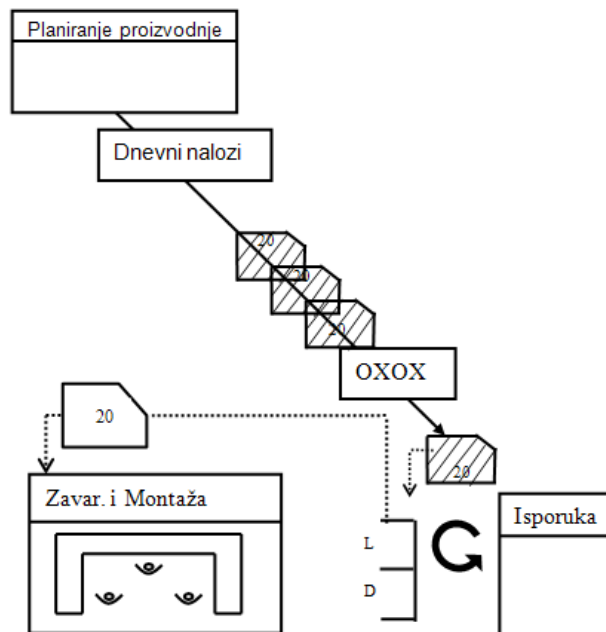 Planiranje proizvodnje
Dnevni nalozi
20
20
20
OXOX
20
20
Zavar. i Montaža
Isporuka
L
D